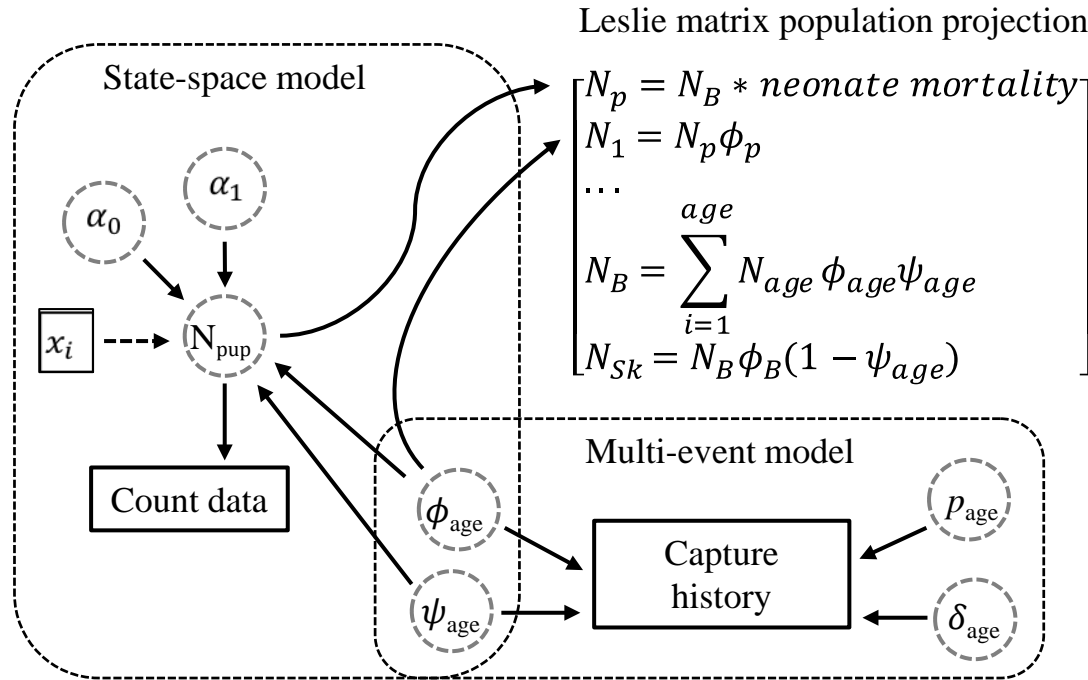 Leslie matrix population projection
State-space model
N_p = N_B * neonate mortality
N_1 = N_p ϕ_p
...
age
N_B = ∑ N_age ϕ_age ψ_age
i=1
N_Sk = N_B ϕ_B (1 − ψ_age)
α_1
α_0
x_i
N_pup
Count data
Multi-event model
ϕ_age
ψ_age
Capture
history
p_age
δ_age